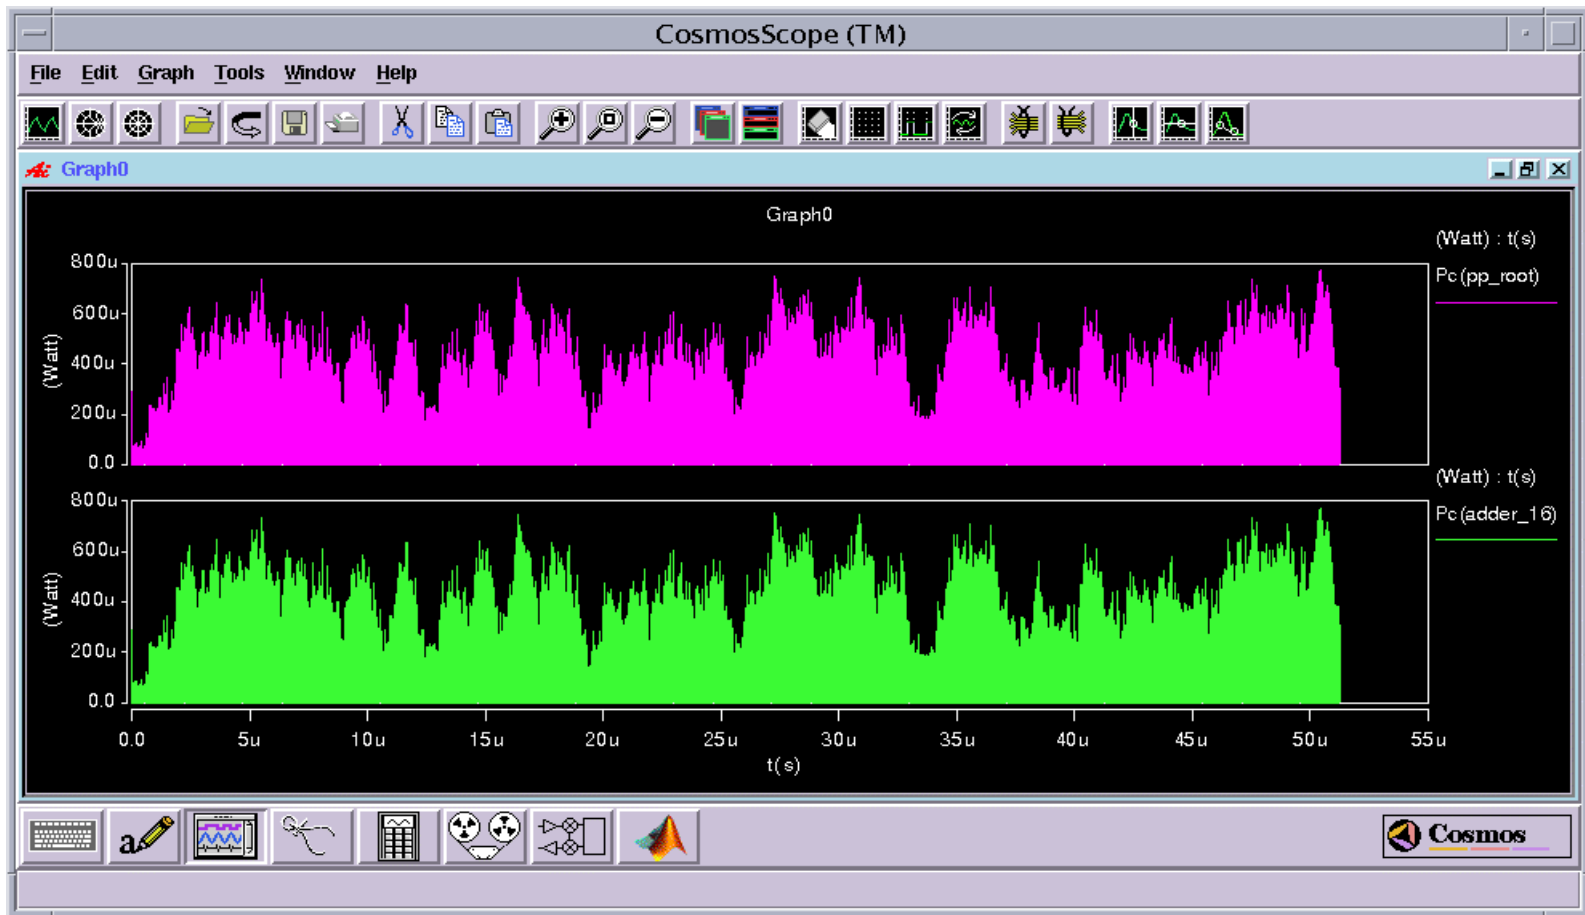 CosmosScope (TM)
File Edit Graph Tools Window Help
Graph0
Graph0
(Watt) : t(s)
Pc(pp_root)
800u
600u
400u
200u
0.0
(Watt)
(Watt) : t(s)
Pc(adder_16)
800u
600u
400u
200u
0.0
(Watt)
0.0 5u 10u 15u 20u 25u 30u 35u 40u 45u 50u 55u
t(s)
a
Cosmos